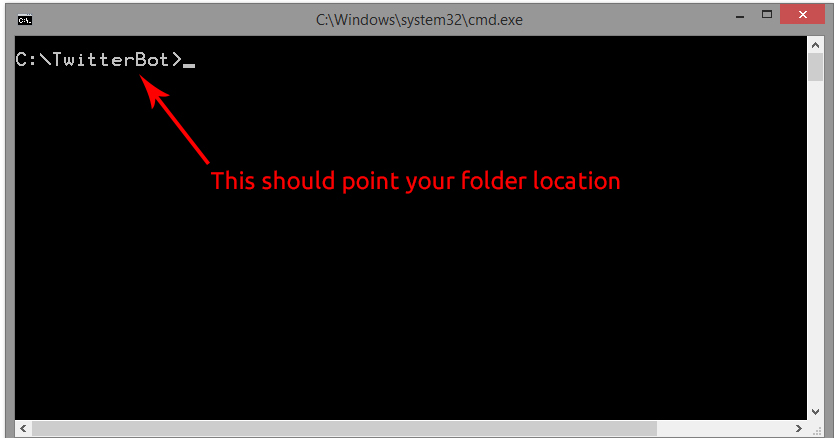 C:\Windows\system32\cmd.exe
C:\TwitterBot>_
This should point your folder location